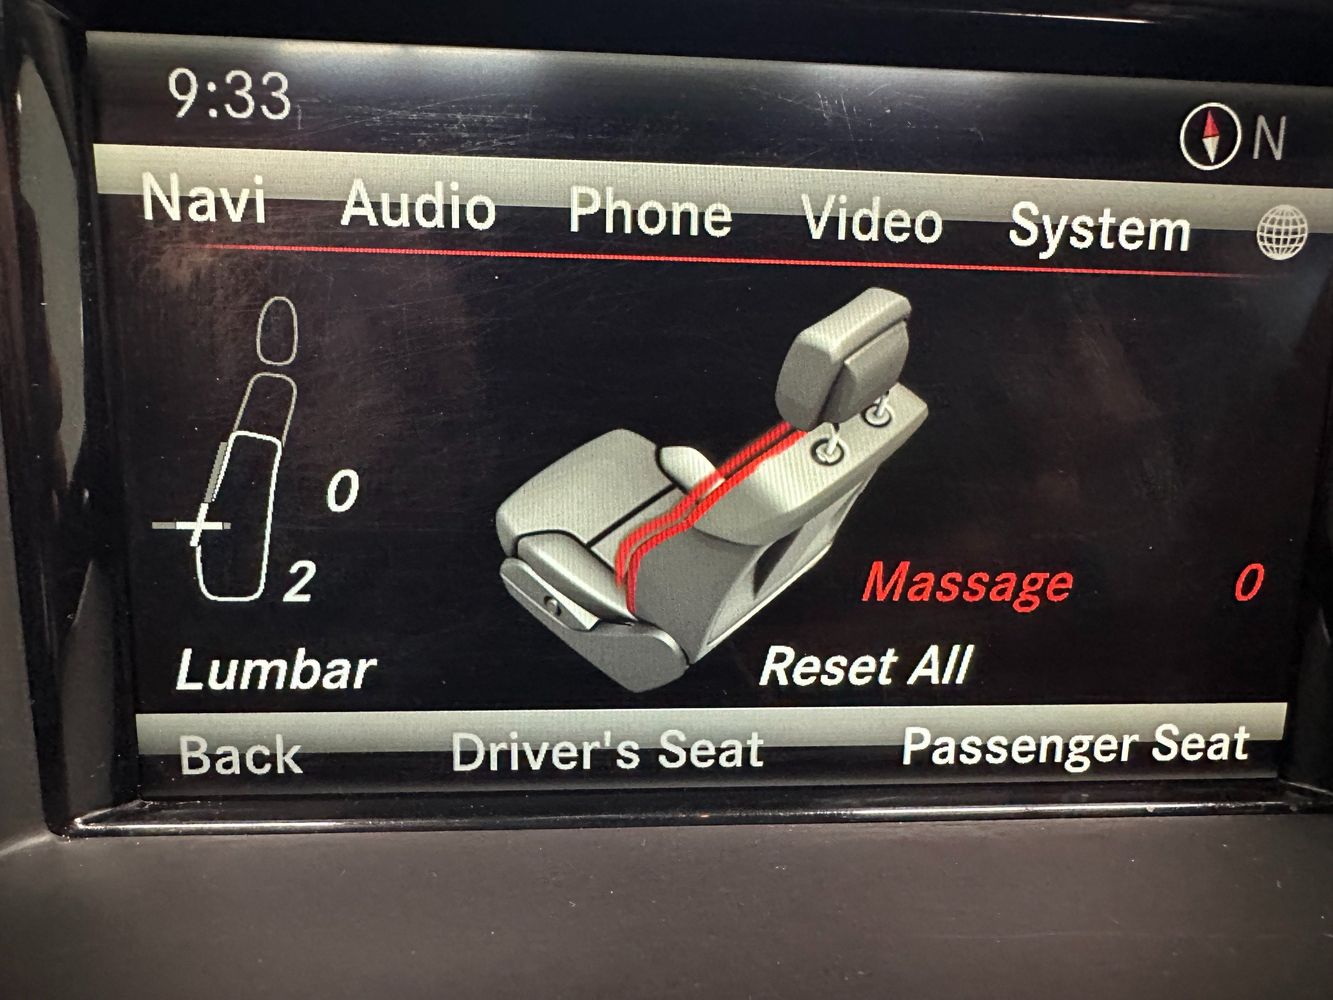 9:33
N
Navi Audio Phone Video System
0
2
Massage 0
Lumbar
Reset All
Back Driver's Seat Passenger Seat